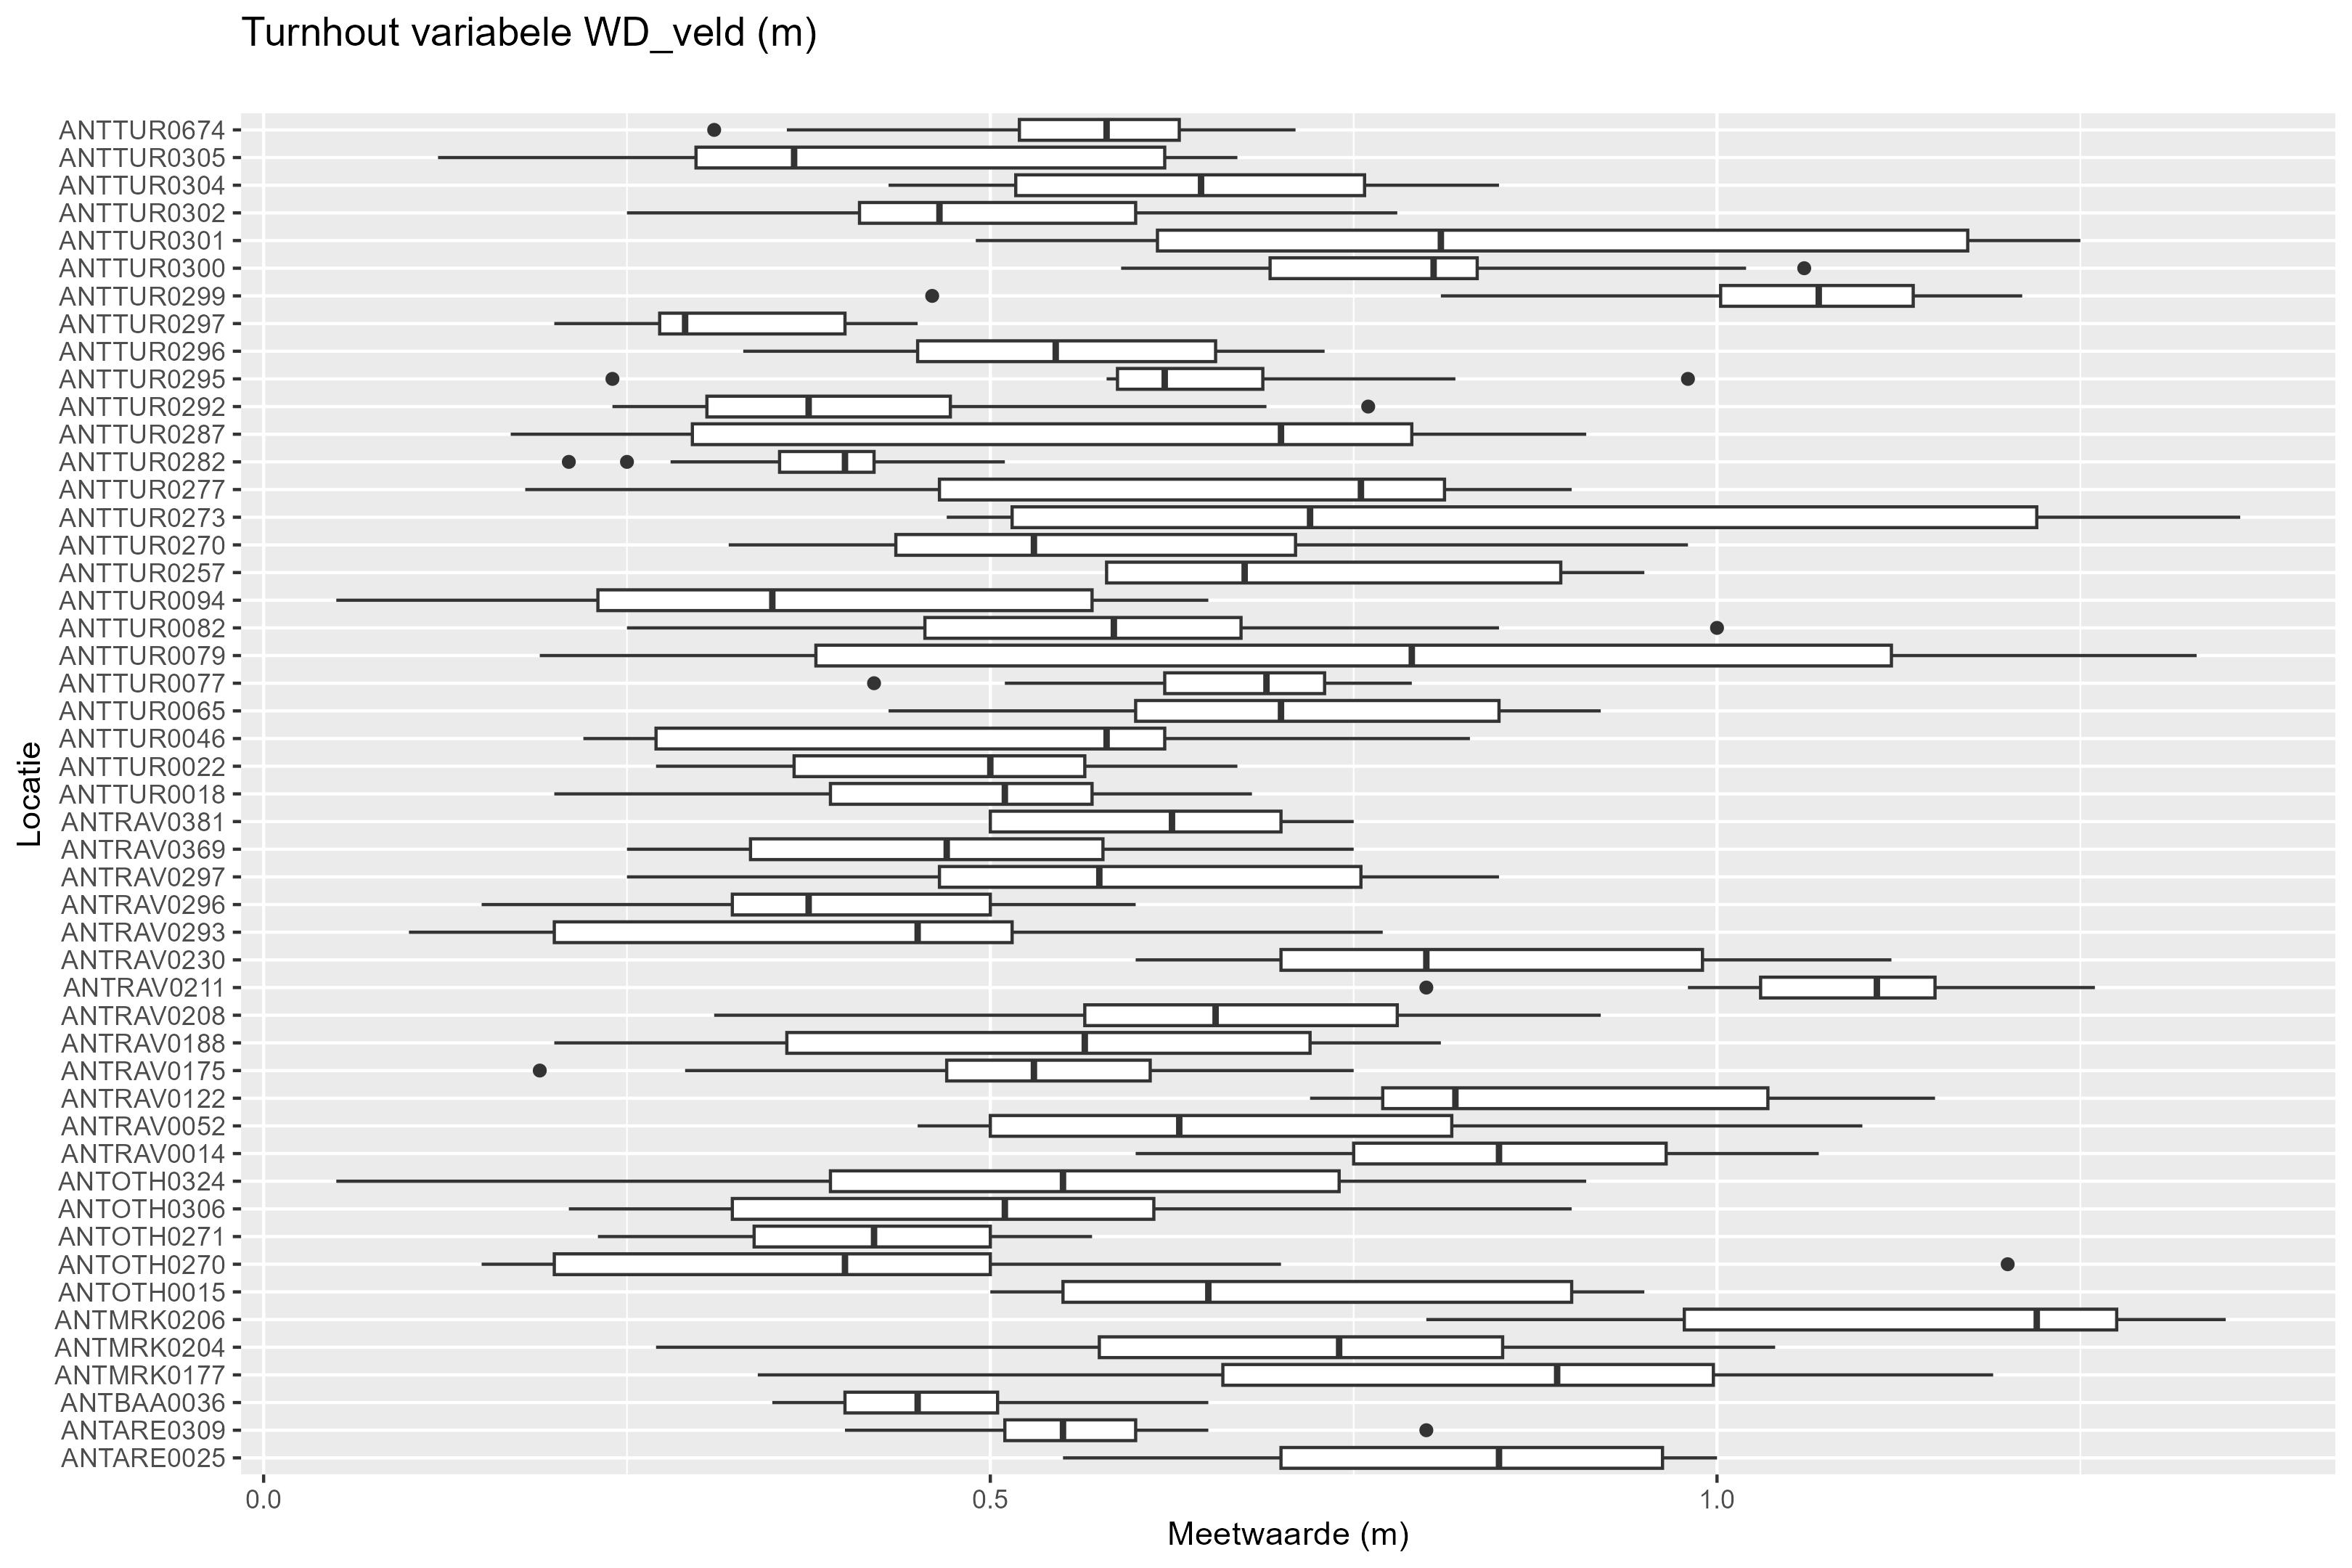 Turnhout variabele WD_veld (m)
ANTTUR0674
ANTTUR0305
ANTTUR0304
ANTTUR0302
ANTTUR0301
ANTTUR0300
ANTTUR0299
ANTTUR0297
ANTTUR0296
ANTTUR0295
ANTTUR0292
ANTTUR0287
ANTTUR0282
ANTTUR0277
ANTTUR0273
ANTTUR0270
ANTTUR0257
ANTTUR0094
ANTTUR0082
ANTTUR0079
ANTTUR0077
ANTTUR0065
ANTTUR0046
ANTTUR0022
ANTTUR0018
ANTRAV0381
ANTRAV0369
ANTRAV0297
ANTRAV0296
ANTRAV0293
ANTRAV0230
ANTRAV0211
ANTRAV0208
ANTRAV0188
ANTRAV0175
ANTRAV0122
ANTRAV0052
ANTRAV0014
ANTOTH0324
ANTOTH0306
ANTOTH0271
ANTOTH0270
ANTOTH0015
ANTMRK0206
ANTMRK0204
ANTMRK0177
ANTBAA0036
ANTARE0309
ANTARE0025
Locatie
0.0 0.5 1.0
Meetwaarde (m)